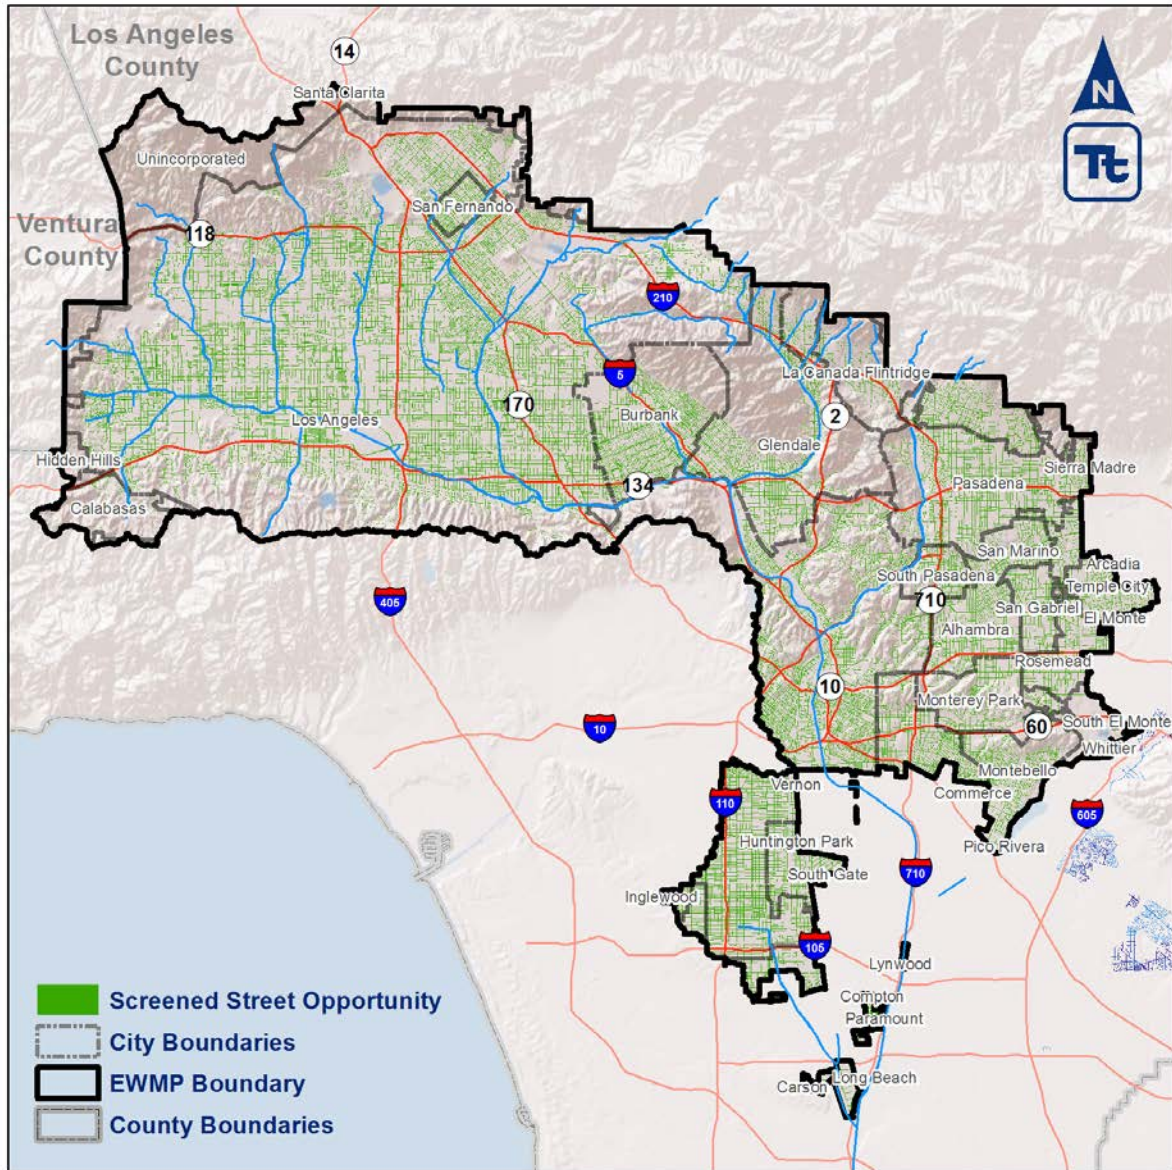 Los Angeles
County
14
N
Santa Clarita
Tt
Unincorporated
San Fernando
Ventura
County
118
210
5
La Canada Flintridge
170
Burbank
2
Los Angeles
Glendale
Hidden Hills
Sierra Madre
134
Pasadena
Calabasas
San Marino
Arcadia
South Pasadena
Temple City
405
710
San Gabriel
El Monte
Alhambra
Rosemead
10
Monterey Park
10
60
South El Monte
Whittier
Montebello
Vernon
Commerce
110
605
Huntington Park
Pico Rivera
South Gate
710
Inglewood
105
Lynwood
Compton
Paramount
Carson
Long Beach
Screened Street Opportunity
City Boundaries
EWMP Boundary
County Boundaries